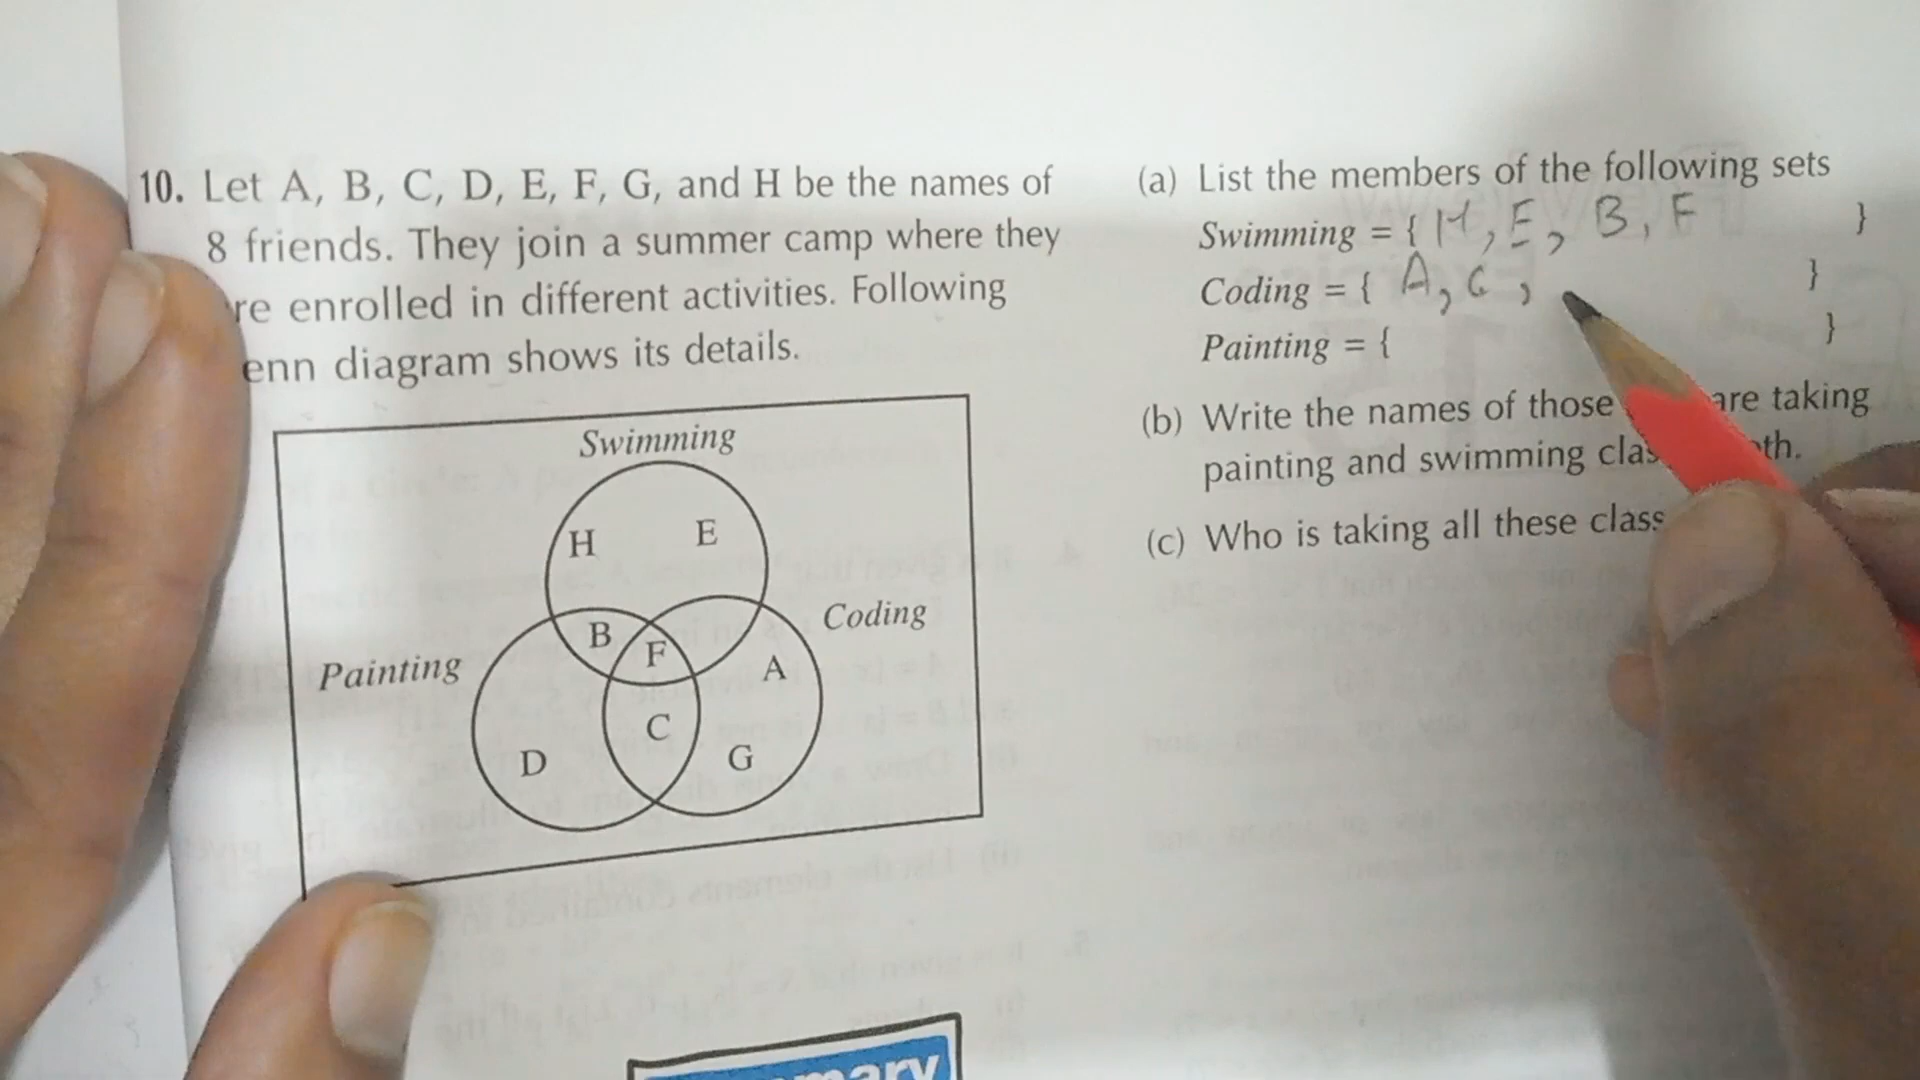 10. Let A, B, C, D, E, F, G, and H be the names of
8 friends. They join a summer camp where they
re enrolled in different activities. Following
enn diagram shows its details.
Swimming
H E
B
F
Coding
Painting
A
C
D
G
(a) List the members of the following sets
Swimming = { H, E, B, F }
Coding = { A, C, }
Painting = { }
(b) Write the names of those are taking
painting and swimming clas th.
(c) Who is taking all these class
mary